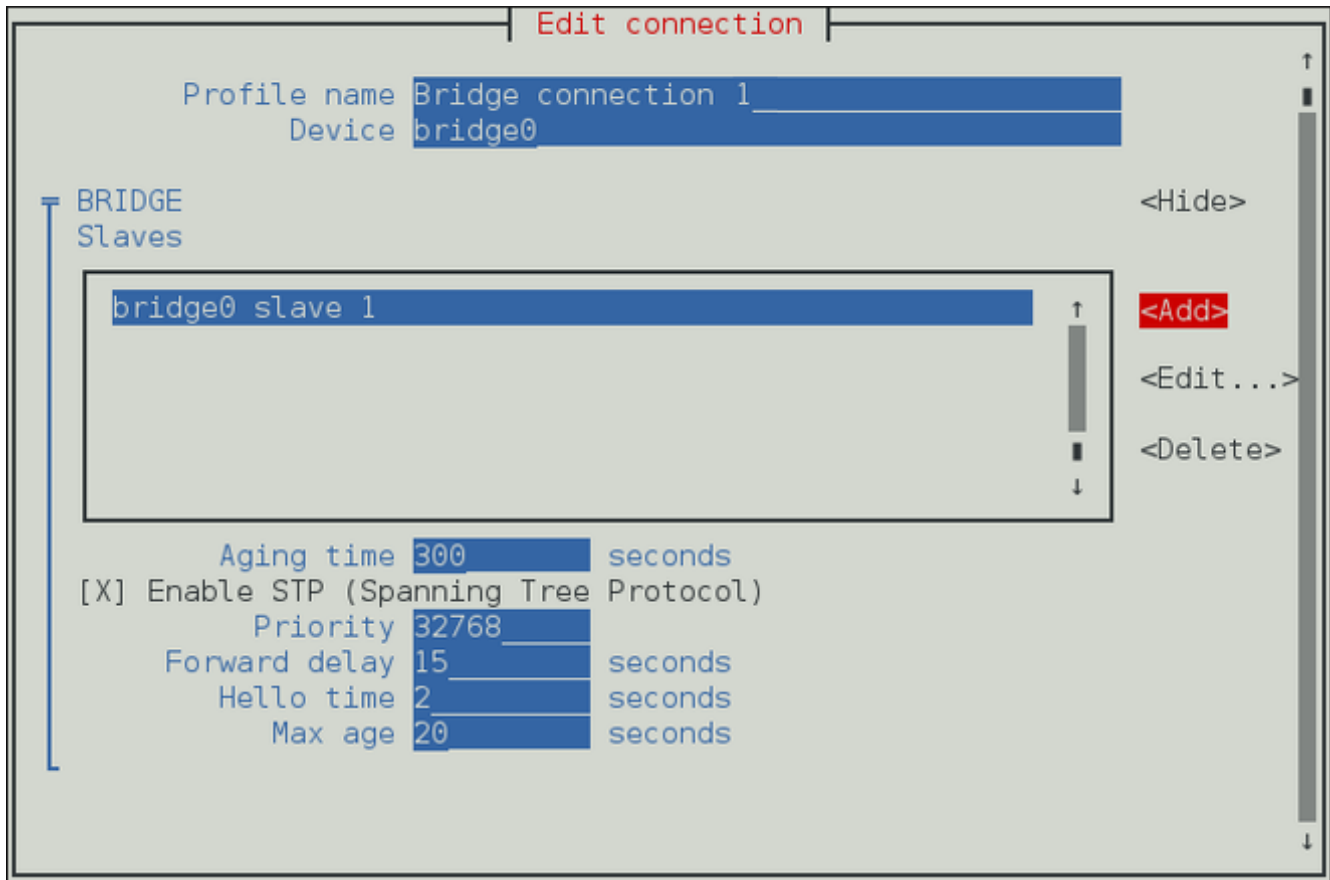 Edit connection
Profile name Bridge connection 1
Device bridge0
BRIDGE <Hide>
Slaves
bridge0 slave 1 <Add>
<Edit...>
<Delete>
Aging time 300 seconds
[X] Enable STP (Spanning Tree Protocol)
Priority 32768
Forward delay 15 seconds
Hello time 2 seconds
Max age 20 seconds